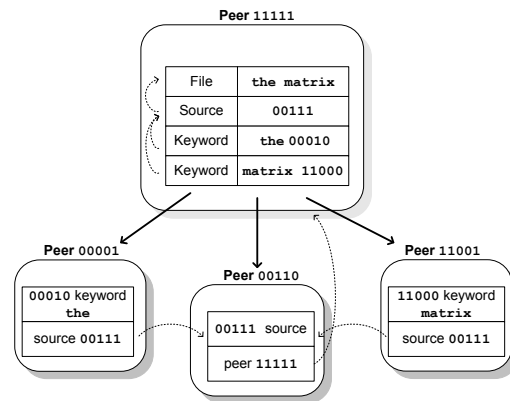 Peer 11111
File the matrix
Source 00111
Keyword the 00010
Keyword matrix 11000
Peer 00001
00010 keyword
the
source 00111
Peer 00110
00111 source
peer 11111
Peer 11001
11000 keyword
matrix
source 00111